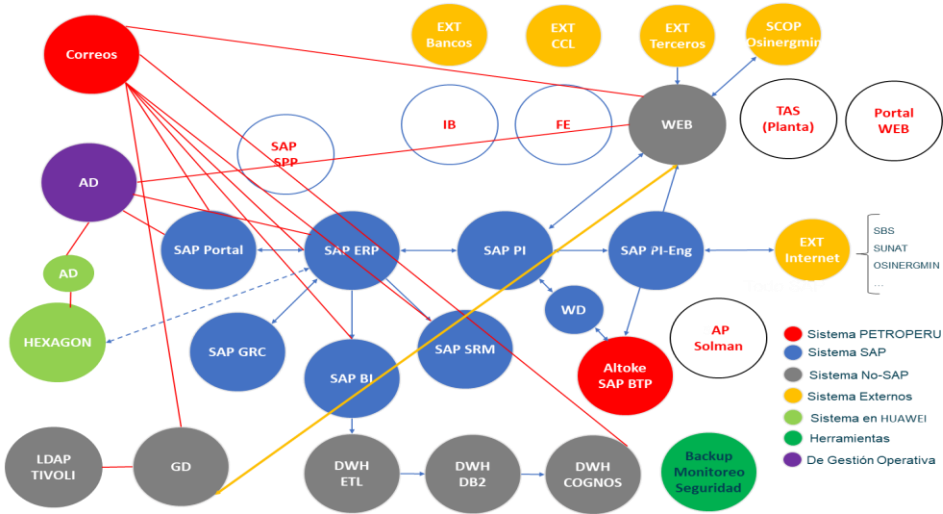 Correos
EXT
Bancos
EXT
CCL
EXT
Terceros
SCOP
Osinergmin
SAP
SPP
IB
FE
WEB
TAS
(Planta)
Portal
WEB
AD
SAP Portal
SAP ERP
SAP PI
SAP PI-Eng
EXT
Internet
SBS
SUNAT
OSINERGMIN
...
AD
HEXAGON
SAP GRC
SAP BI
SAP SRM
WD
Altoke
SAP BTP
AP
Solman
Sistema PETROPERU
Sistema SAP
Sistema No-SAP
Sistema Externos
Sistema en HUAWEI
Herramientas
De Gestión Operativa
LDAP
TIVOLI
GD
DWH
ETL
DWH
DB2
DWH
COGNOS
Backup
Monitoreo
Seguridad